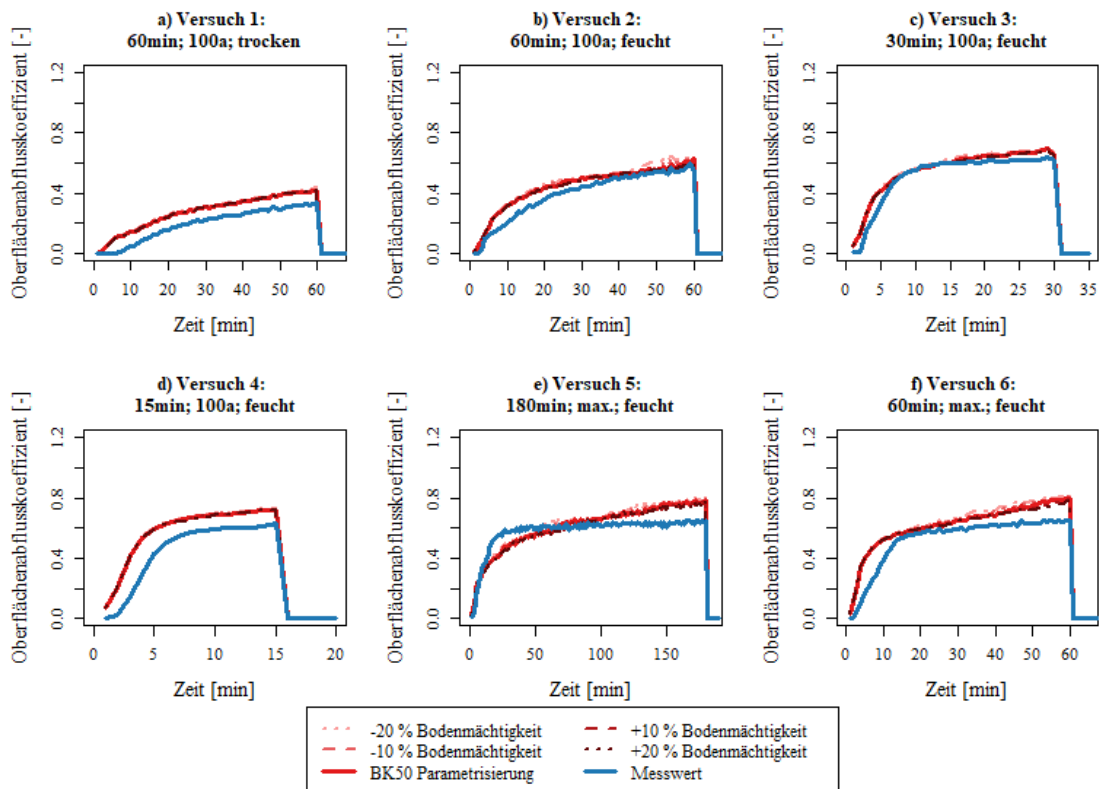 a) Versuch 1:
60min; 100a; trocken
Oberflächenabflusskoeffizient [-]
0.0
0.4
0.8
1.2
0 10 20 30 40 50 60
Zeit [min]
b) Versuch 2:
60min; 100a; feucht
Oberflächenabflusskoeffizient [-]
0.0
0.4
0.8
1.2
0 10 20 30 40 50 60
Zeit [min]
c) Versuch 3:
30min; 100a; feucht
Oberflächenabflusskoeffizient [-]
0.0
0.4
0.8
1.2
0 5 10 15 20 25 30 35
Zeit [min]
d) Versuch 4:
15min; 100a; feucht
Oberflächenabflusskoeffizient [-]
0.0
0.4
0.8
1.2
0 5 10 15 20
Zeit [min]
e) Versuch 5:
180min; max.; feucht
Oberflächenabflusskoeffizient [-]
0.0
0.4
0.8
1.2
0 50 100 150
Zeit [min]
f) Versuch 6:
60min; max.; feucht
Oberflächenabflusskoeffizient [-]
0.0
0.4
0.8
1.2
0 10 20 30 40 50 60
Zeit [min]
-20 % Bodenmächtigkeit
-10 % Bodenmächtigkeit
BK50 Parametrisierung
+10 % Bodenmächtigkeit
+20 % Bodenmächtigkeit
Messwert